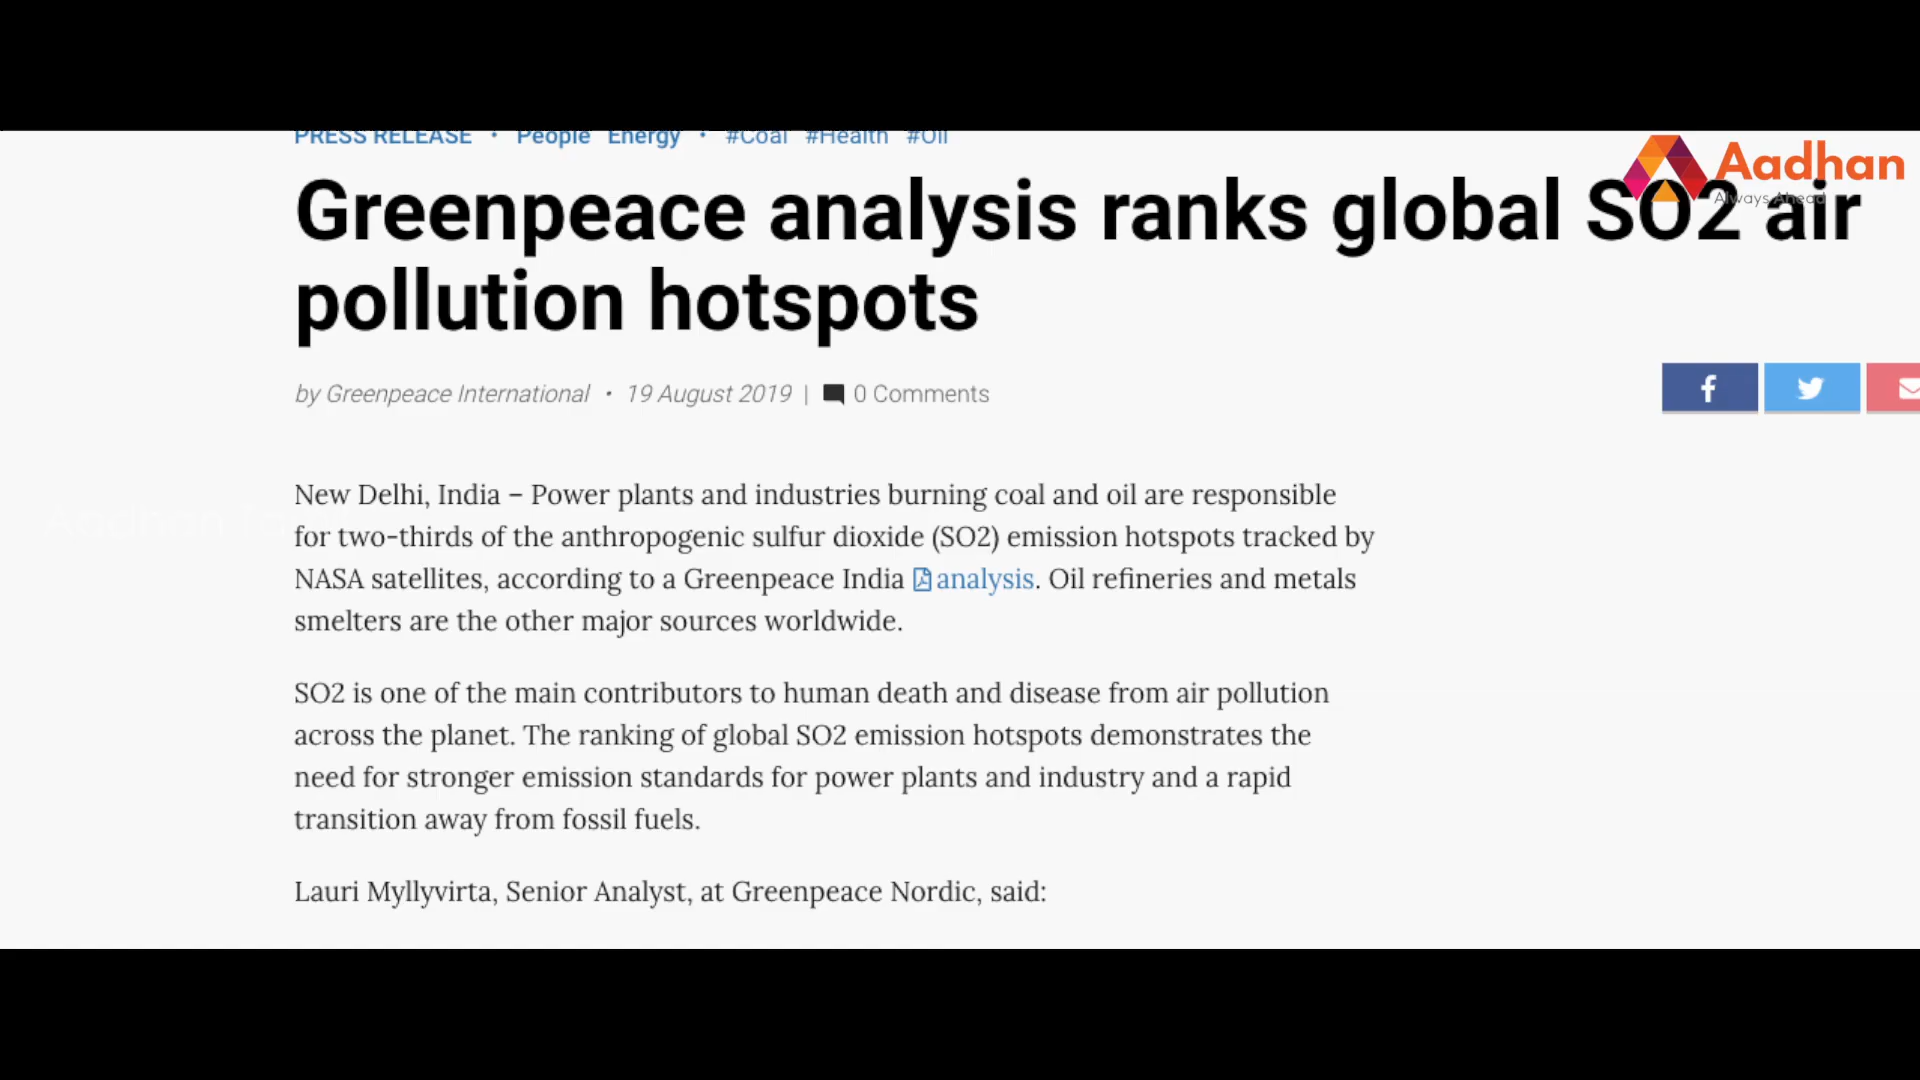 PRESS RELEASE • People Energy • #Coal #Health #Oil
Aadhan
Always Ahead
Greenpeace analysis ranks global SO2 air
pollution hotspots
by Greenpeace International • 19 August 2019 | 0 Comments
New Delhi, India – Power plants and industries burning coal and oil are responsible
for two-thirds of the anthropogenic sulfur dioxide (SO2) emission hotspots tracked by
NASA satellites, according to a Greenpeace India analysis. Oil refineries and metals
smelters are the other major sources worldwide.
SO2 is one of the main contributors to human death and disease from air pollution
across the planet. The ranking of global SO2 emission hotspots demonstrates the
need for stronger emission standards for power plants and industry and a rapid
transition away from fossil fuels.
Lauri Myllyvirta, Senior Analyst, at Greenpeace Nordic, said: